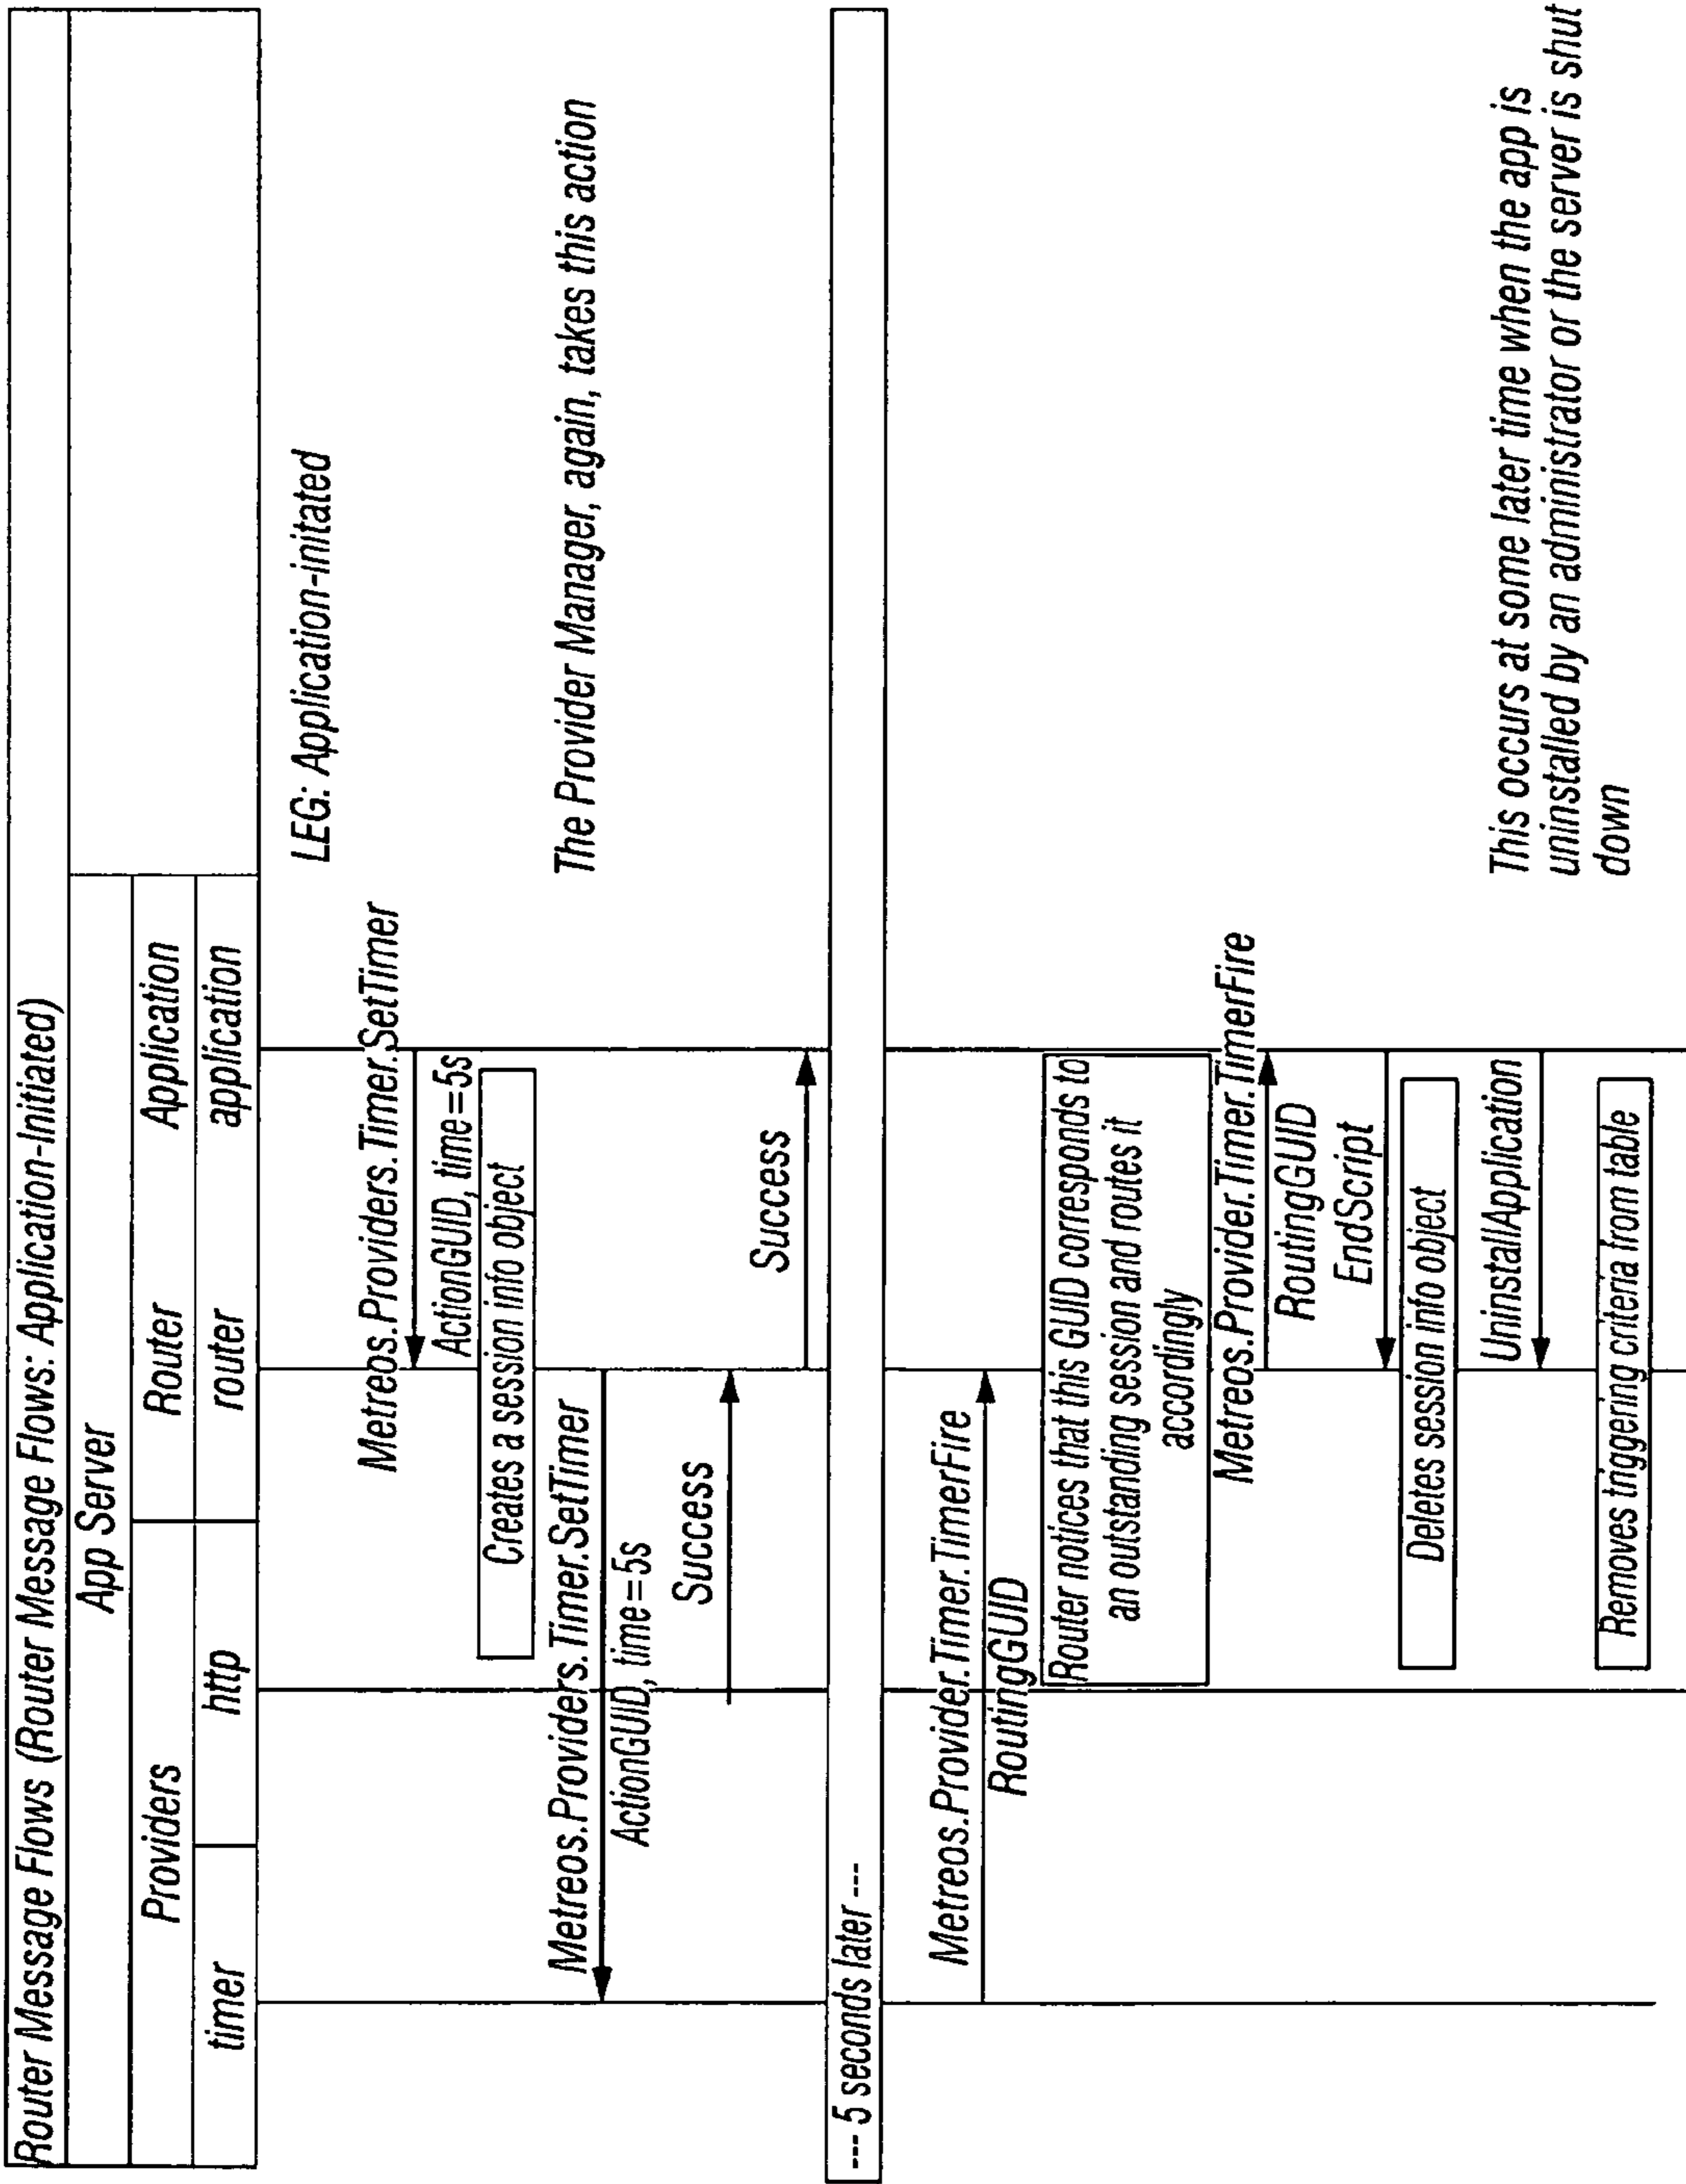 Router Message Flows (Router Message Flows: Application-Initiated)
App Server
Providers
Router
Application
timer
http
router
application
LEG: Application-initated
Metreos.Providers.Timer.SetTimer
ActionGUID, time=5s
Creates a session info object
Metreos.Providers.Timer.SetTimer
The Provider Manager, again, takes this action
ActionGUID, time=5s
Success
Success
--- 5 seconds later ---
Metreos.Provider.Timer.TimerFire
RoutingGUID
Router notices that this GUID corresponds to
an outstanding session and routes it
accordingly
Metreos.Provider.Timer.TimerFire
RoutingGUID
EndScript
Deletes session info object
UninstallApplication
This occurs at some later time when the app is
uninstalled by an administrator or the server is shut
down
Removes triggering criteria from table